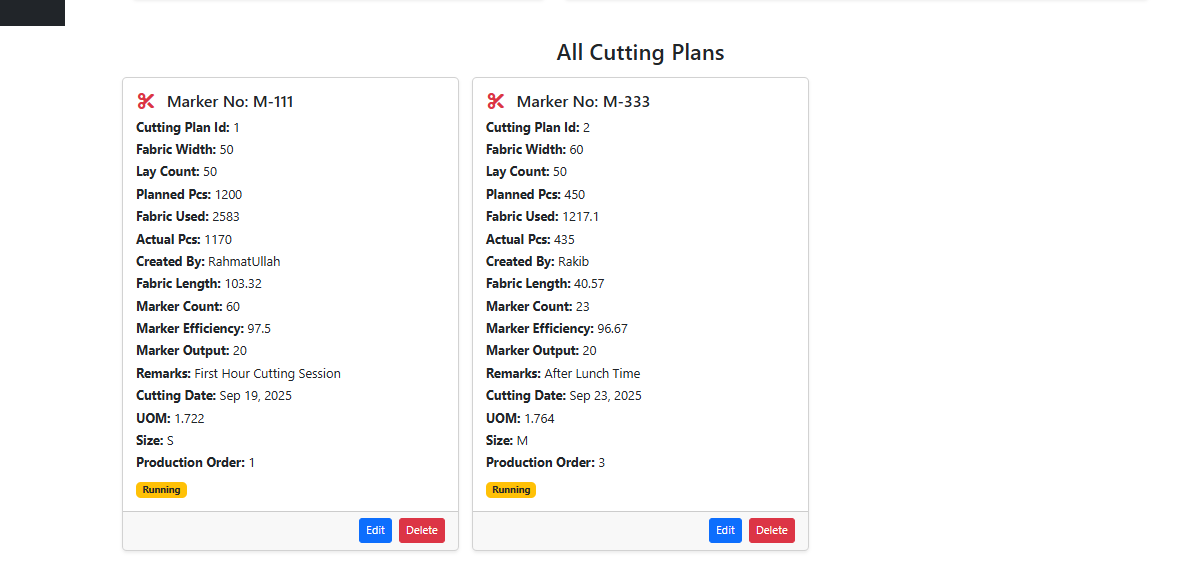 All Cutting Plans
Marker No: M-111
Cutting Plan Id: 1
Fabric Width: 50
Lay Count: 50
Planned Pcs: 1200
Fabric Used: 2583
Actual Pcs: 1170
Created By: RahmatUllah
Fabric Length: 103.32
Marker Count: 60
Marker Efficiency: 97.5
Marker Output: 20
Remarks: First Hour Cutting Session
Cutting Date: Sep 19, 2025
UOM: 1.722
Size: S
Production Order: 1
Running
Edit
Delete
Marker No: M-333
Cutting Plan Id: 2
Fabric Width: 60
Lay Count: 50
Planned Pcs: 450
Fabric Used: 1217.1
Actual Pcs: 435
Created By: Rakib
Fabric Length: 40.57
Marker Count: 23
Marker Efficiency: 96.67
Marker Output: 20
Remarks: After Lunch Time
Cutting Date: Sep 23, 2025
UOM: 1.764
Size: M
Production Order: 3
Running
Edit
Delete